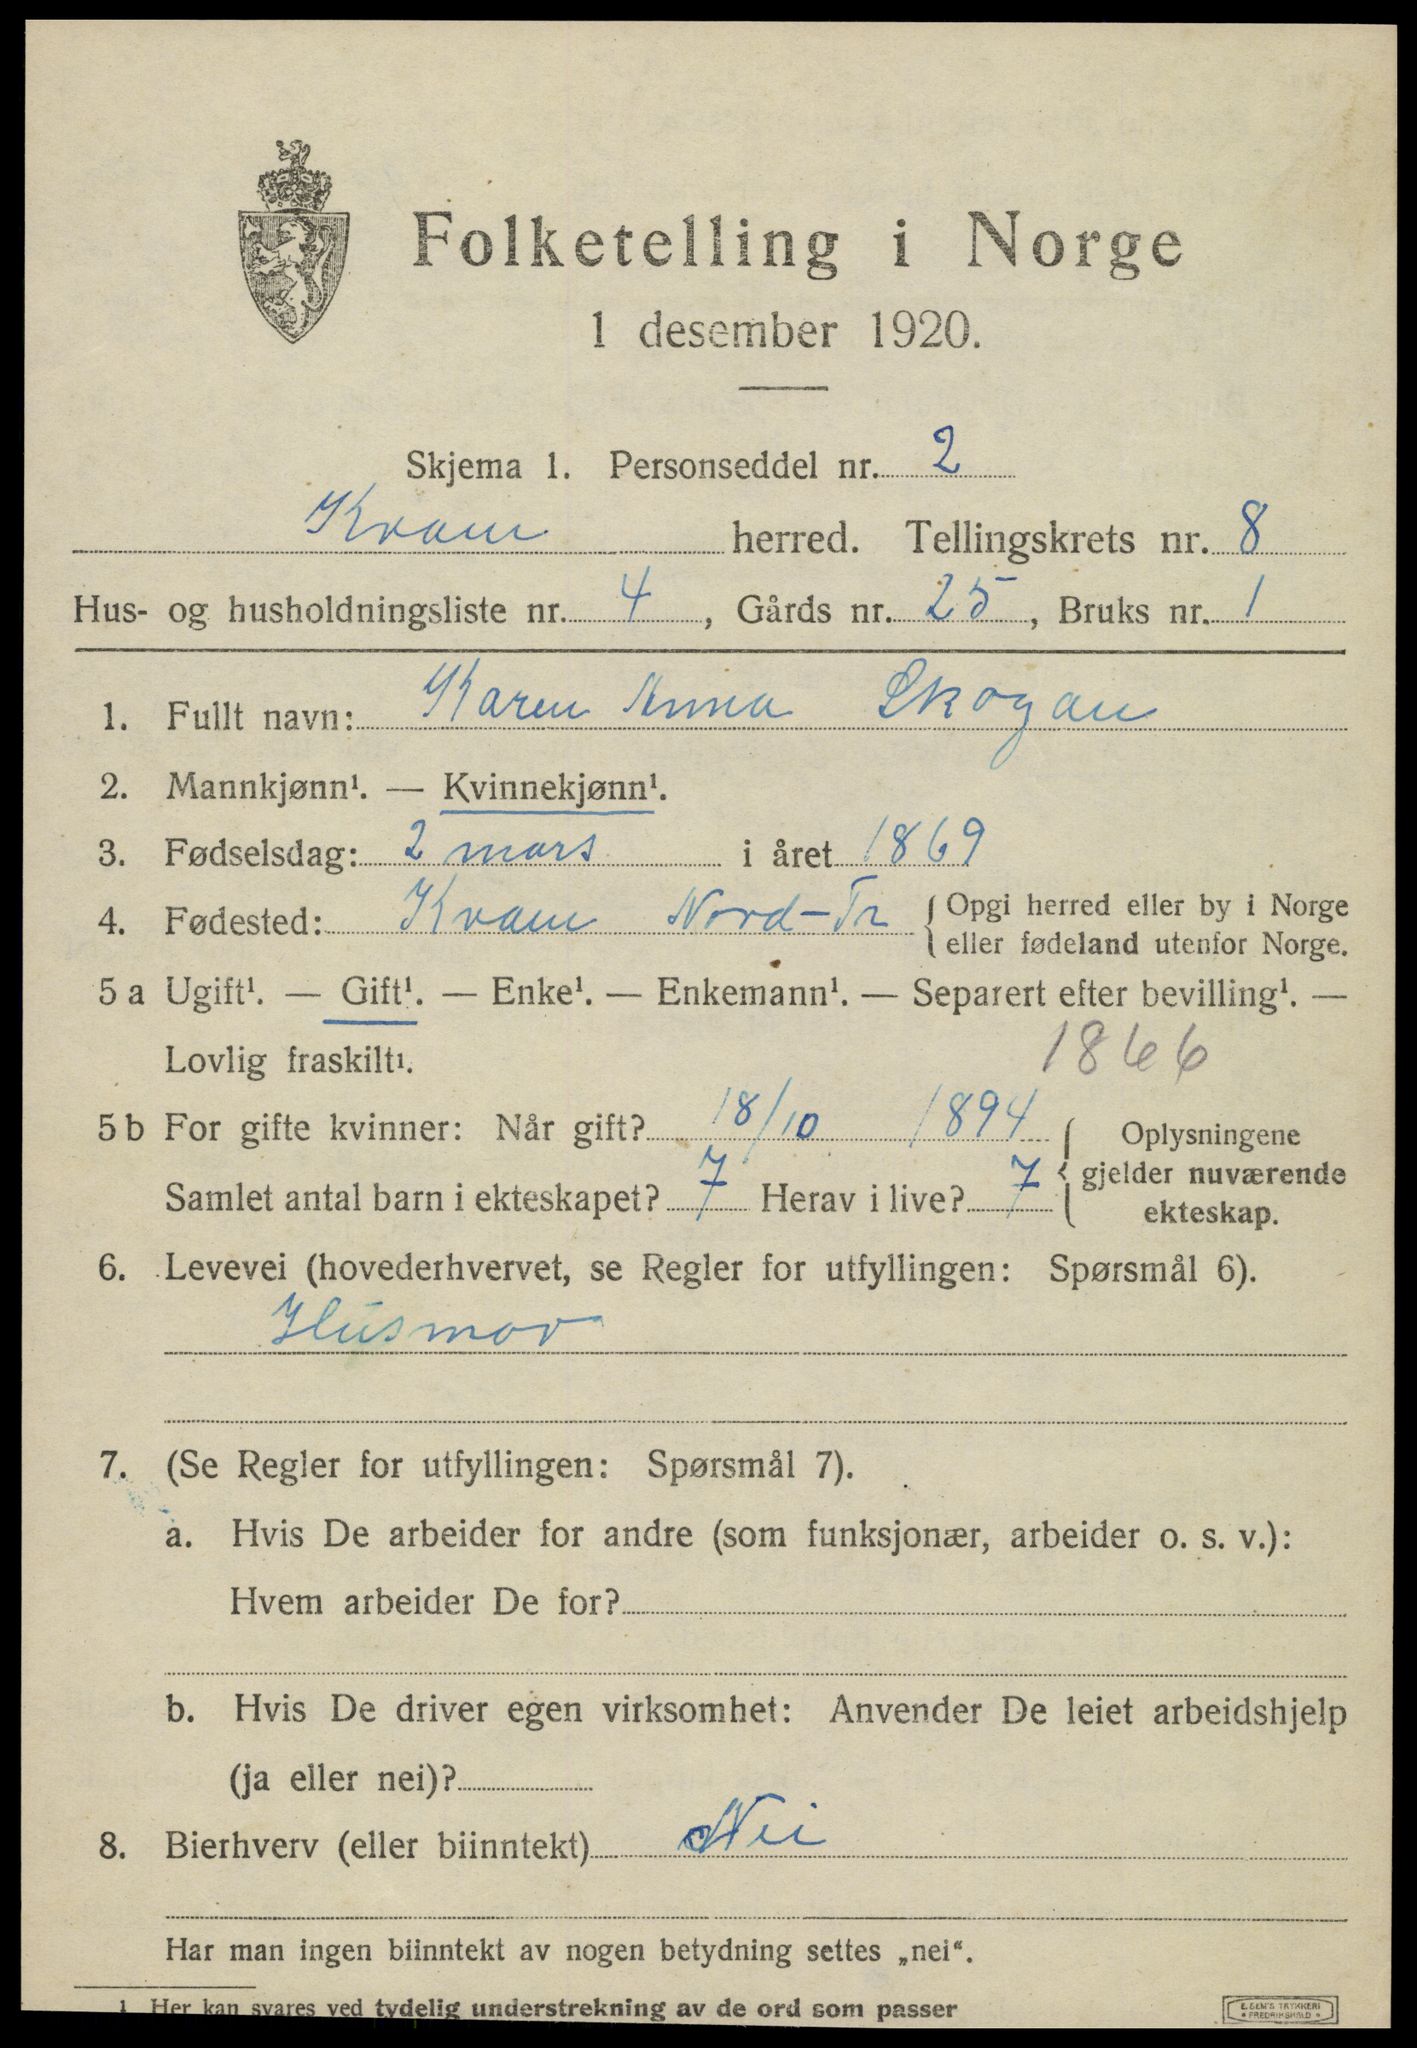 Folketelling i Norge
1 desember 1920.
Skjema 1. Personseddel nr. 2
Kvam herred. Tellingskrets nr. 8
Hus- og husholdningsliste nr. 4, Gårds nr. 25, Bruks nr. 1
1. Fullt navn: Karen Anna Skogan
2. Mannkjønn¹. — Kvinnekjønn¹.
3. Fødselsdag: 2 mars i året 1869
4. Fødested: Kvam Nord-Tr { Opgi herred eller by i Norge
eller fødeland utenfor Norge.
5 a Ugift¹. — Gift¹. — Enke¹. — Enkemann¹. — Separert efter bevilling¹. —
Lovlig fraskilt¹. 1866
5 b For gifte kvinner: Når gift? 18/10 1894 { Oplysningene
Samlet antal barn i ekteskapet? 7 Herav i live? 7 gjelder nuværende
ekteskap.
6. Levevei (hovederhvervet, se Regler for utfyllingen: Spørsmål 6).
Husmor
7. (Se Regler for utfyllingen: Spørsmål 7).
a. Hvis De arbeider for andre (som funksjonær, arbeider o. s. v.):
Hvem arbeider De for?
b. Hvis De driver egen virksomhet: Anvender De leiet arbeidshjelp
(ja eller nei)?
8. Bierhverv (eller biinntekt) Nei
Har man ingen biinntekt av nogen betydning settes „nei“.
¹ Her kan svares ved tydelig understrekning av de ord som passer
E. SEM'S TRYKKERI
• FREDRIKSHALD •